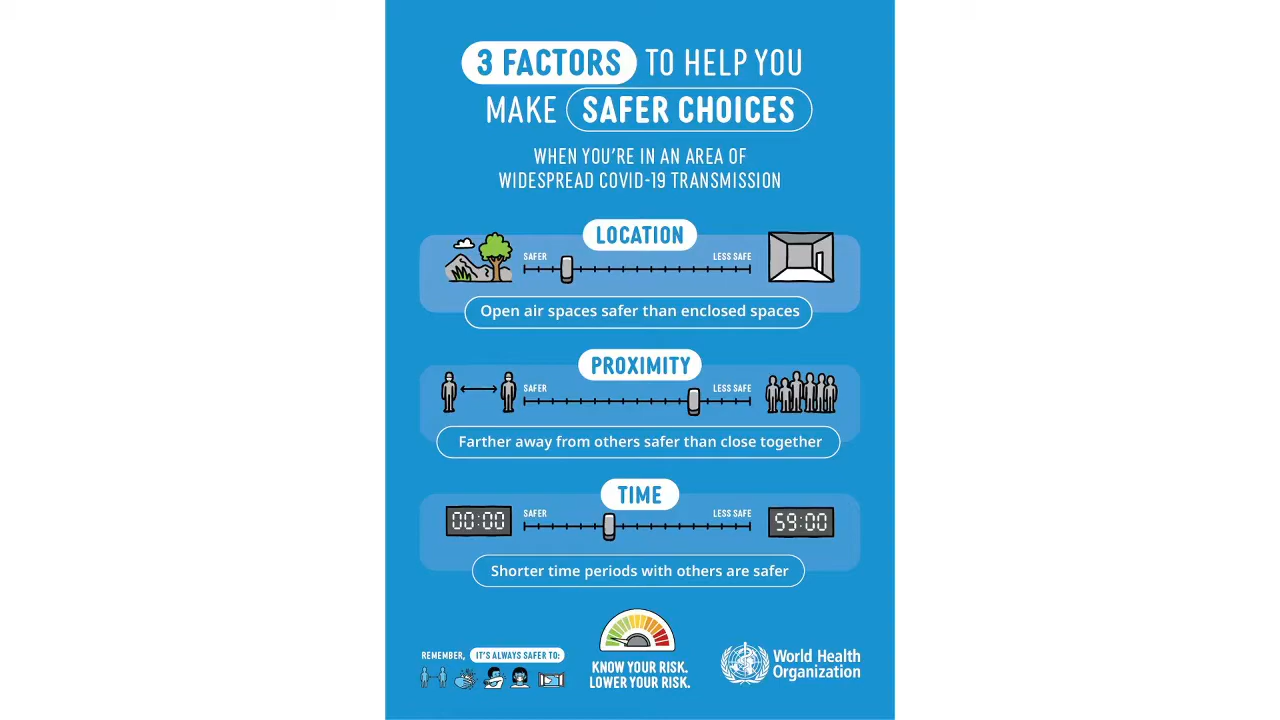 3 FACTORS TO HELP YOU
MAKE SAFER CHOICES
WHEN YOU'RE IN AN AREA OF
WIDESPREAD COVID-19 TRANSMISSION
LOCATION
SAFER
LESS SAFE
Open air spaces safer than enclosed spaces
PROXIMITY
SAFER
LESS SAFE
Farther away from others safer than close together
TIME
00:00
SAFER
LESS SAFE
59:00
Shorter time periods with others are safer
REMEMBER, IT'S ALWAYS SAFER TO:
KNOW YOUR RISK.
LOWER YOUR RISK.
World Health
Organization